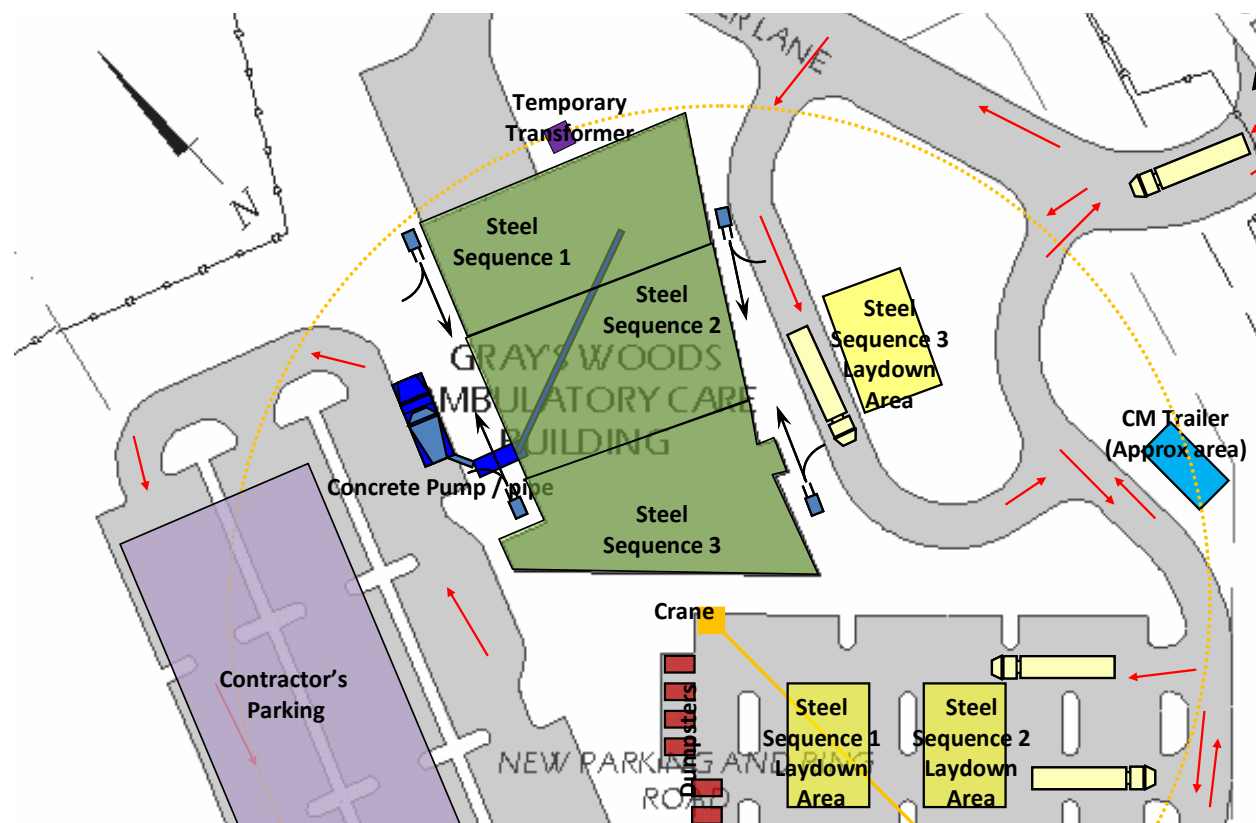 ER LANE
Temporary
Transformer
N
Steel
Sequence 1
Steel
Sequence 2
Steel
Sequence 3
Laydown
Area
GRAY'S WOODS
AMBULATORY CARE
BUILDING
CM Trailer
(Approx area)
Concrete Pump / pipe
Steel
Sequence 3
Crane
Contractor's
Parking
Dumpsters
Steel
Sequence 1
Laydown
Area
Steel
Sequence 2
Laydown
Area
NEW PARKING AND RING
ROAD